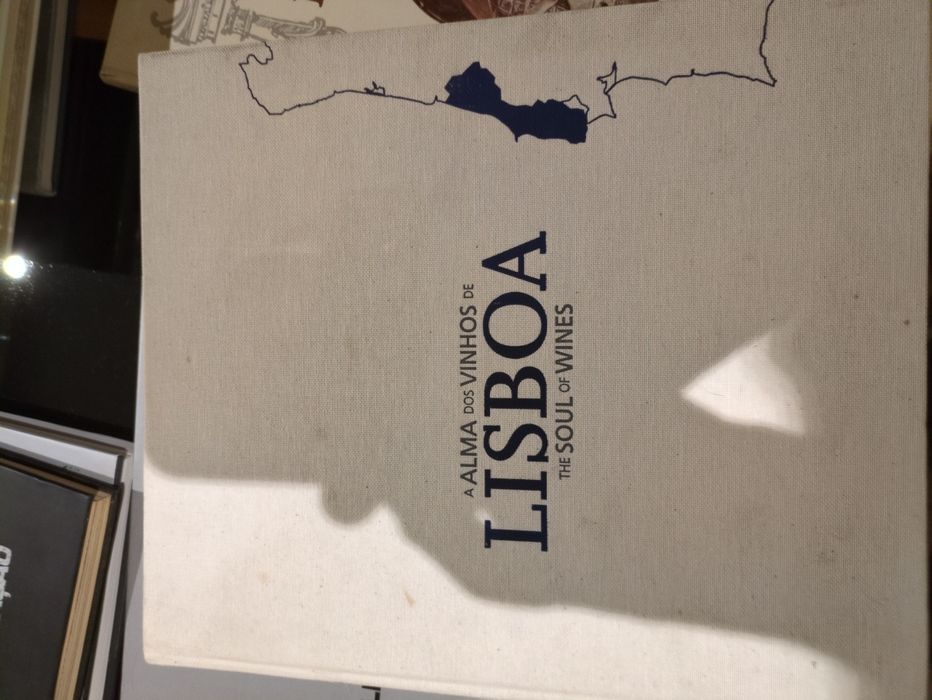 A ALMA DOS VINHOS DE
LISBOA
THE SOUL OF WINES